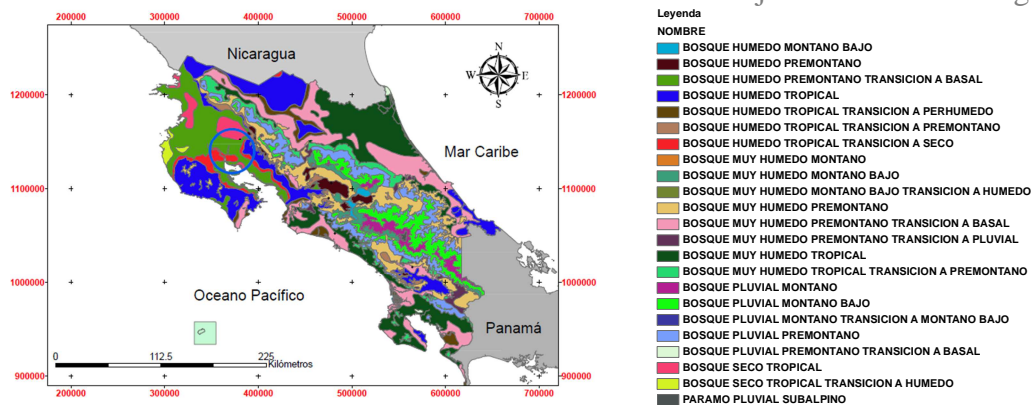 200000 300000 400000 500000 600000 700000
Nicaragua
N
W E
S
1200000 1200000
Mar Caribe
1100000 1100000
1000000 1000000
Oceano Pacífico
Panamá
0 112.5 225
Kilómetros
900000 900000
200000 300000 400000 500000 600000 700000
Leyenda
NOMBRE
BOSQUE HUMEDO MONTANO BAJO
BOSQUE HUMEDO PREMONTANO
BOSQUE HUMEDO PREMONTANO TRANSICION A BASAL
BOSQUE HUMEDO TROPICAL
BOSQUE HUMEDO TROPICAL TRANSICION A PERHUMEDO
BOSQUE HUMEDO TROPICAL TRANSICION A PREMONTANO
BOSQUE HUMEDO TROPICAL TRANSICION A SECO
BOSQUE MUY HUMEDO MONTANO
BOSQUE MUY HUMEDO MONTANO BAJO
BOSQUE MUY HUMEDO MONTANO BAJO TRANSICION A HUMEDO
BOSQUE MUY HUMEDO PREMONTANO
BOSQUE MUY HUMEDO PREMONTANO TRANSICION A BASAL
BOSQUE MUY HUMEDO PREMONTANO TRANSICION A PLUVIAL
BOSQUE MUY HUMEDO TROPICAL
BOSQUE MUY HUMEDO TROPICAL TRANSICION A PREMONTANO
BOSQUE PLUVIAL MONTANO
BOSQUE PLUVIAL MONTANO BAJO
BOSQUE PLUVIAL MONTANO TRANSICION A MONTANO BAJO
BOSQUE PLUVIAL PREMONTANO
BOSQUE PLUVIAL PREMONTANO TRANSICION A BASAL
BOSQUE SECO TROPICAL
BOSQUE SECO TROPICAL TRANSICION A HUMEDO
PARAMO PLUVIAL SUBALPINO